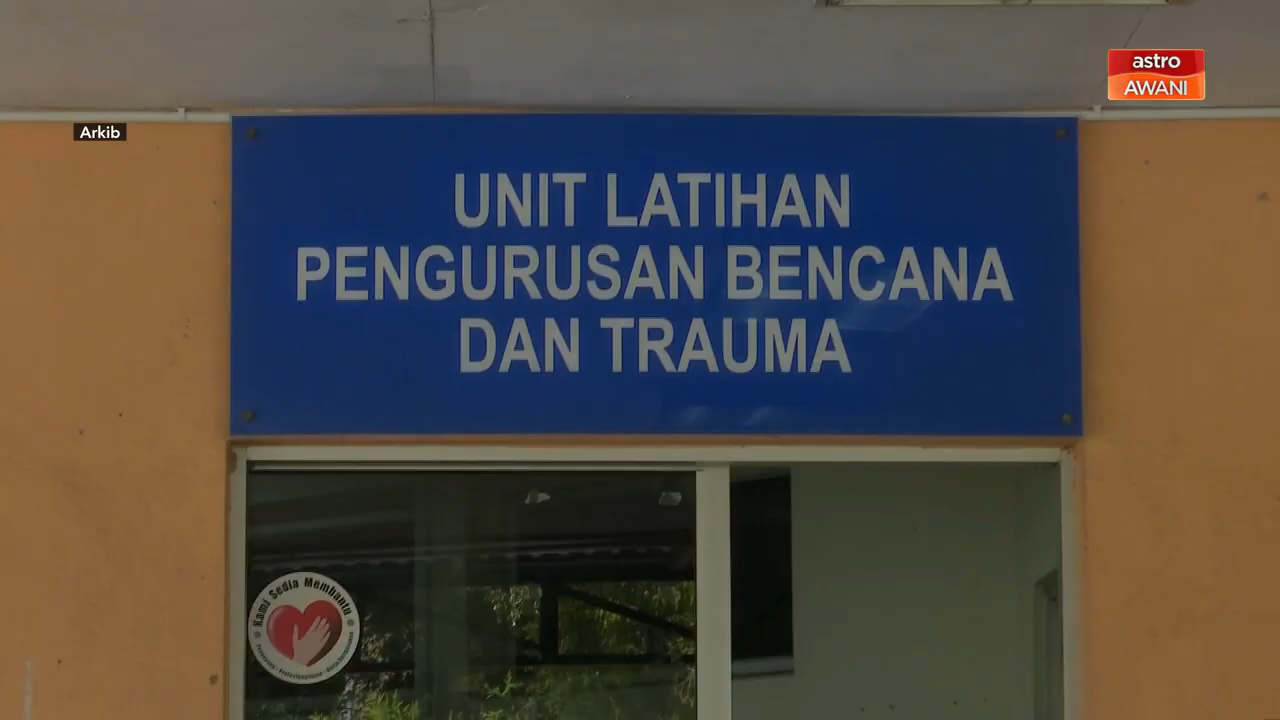 astro
AWANI
Arkib
UNIT LATIHAN
PENGURUSAN BENCANA
DAN TRAUMA
Kami Sedia Membantu